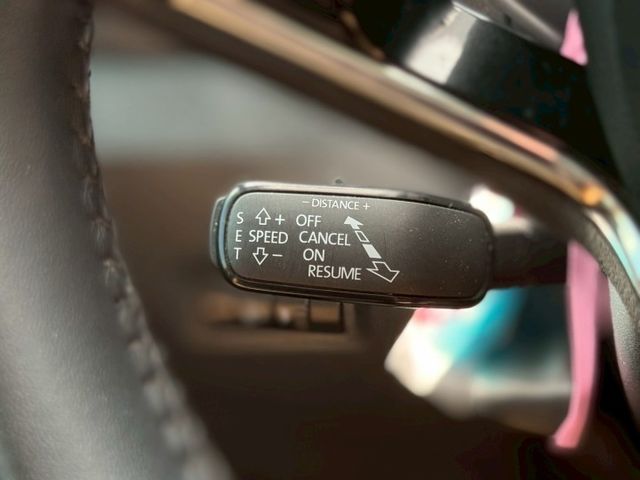 - DISTANCE +
S + OFF
E SPEED CANCEL
T - ON
RESUME